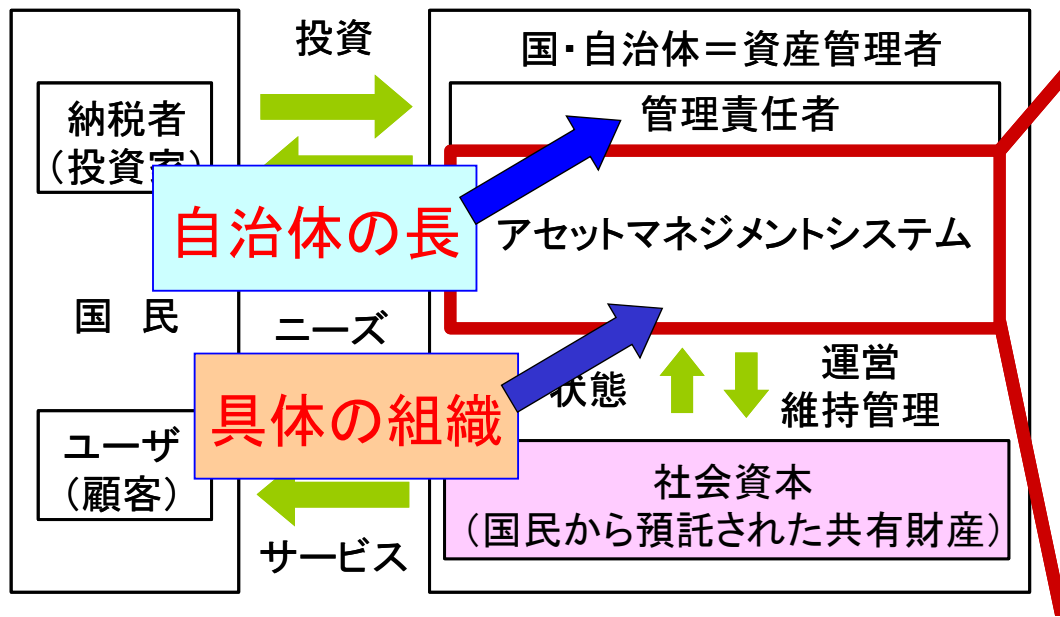 投資
国・自治体＝資産管理者
納税者
（投資家）
管理責任者
自治体の長
アセットマネジメントシステム
国　民
ニーズ
具体の組織
状態
運営
維持管理
ユーザ
（顧客）
社会資本
（国民から預託された共有財産）
サービス